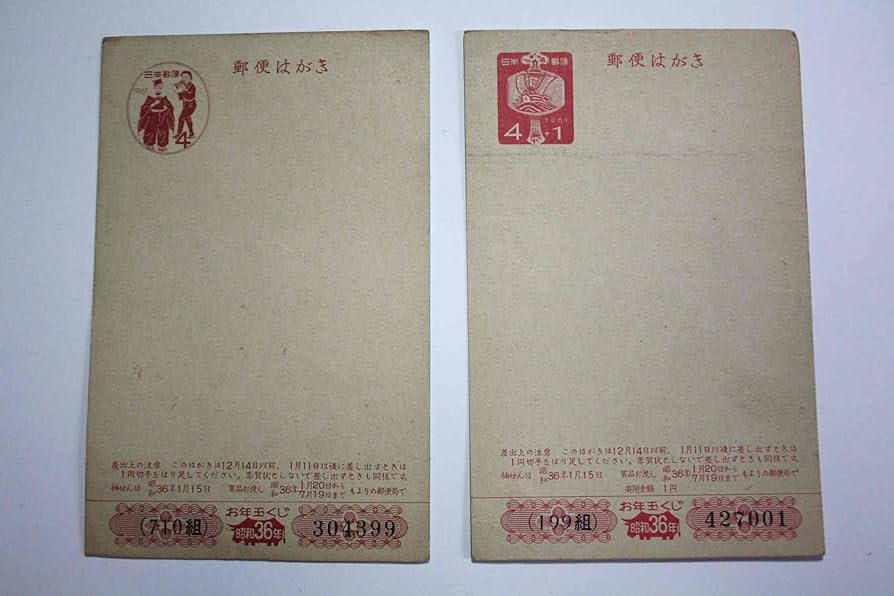 日本郵便
1961
4
郵便はがき
差出上の注意 このはがきは12月14日以前、1月11日以後に差し出すときは
1円切手をはり足してください。年賀状としないで差し出すときも同様です。
抽せん日 昭和36年1月15日 賞品お渡し 昭和36年1月20日から7月19日まで もよりの郵便局で
(710組)
お年玉くじ
昭和36年
304399
日本郵便
1961
4+1
郵便はがき
差出上の注意 このはがきは12月14日以前、1月11日以後に差し出すときは
1円切手をはり足してください。年賀状としないで差し出すときも同様です。
抽せん日 昭和36年1月15日 賞品お渡し 昭和36年1月20日から7月19日まで もよりの郵便局で
寄附金額 1円
(199組)
お年玉くじ
昭和36年
427001